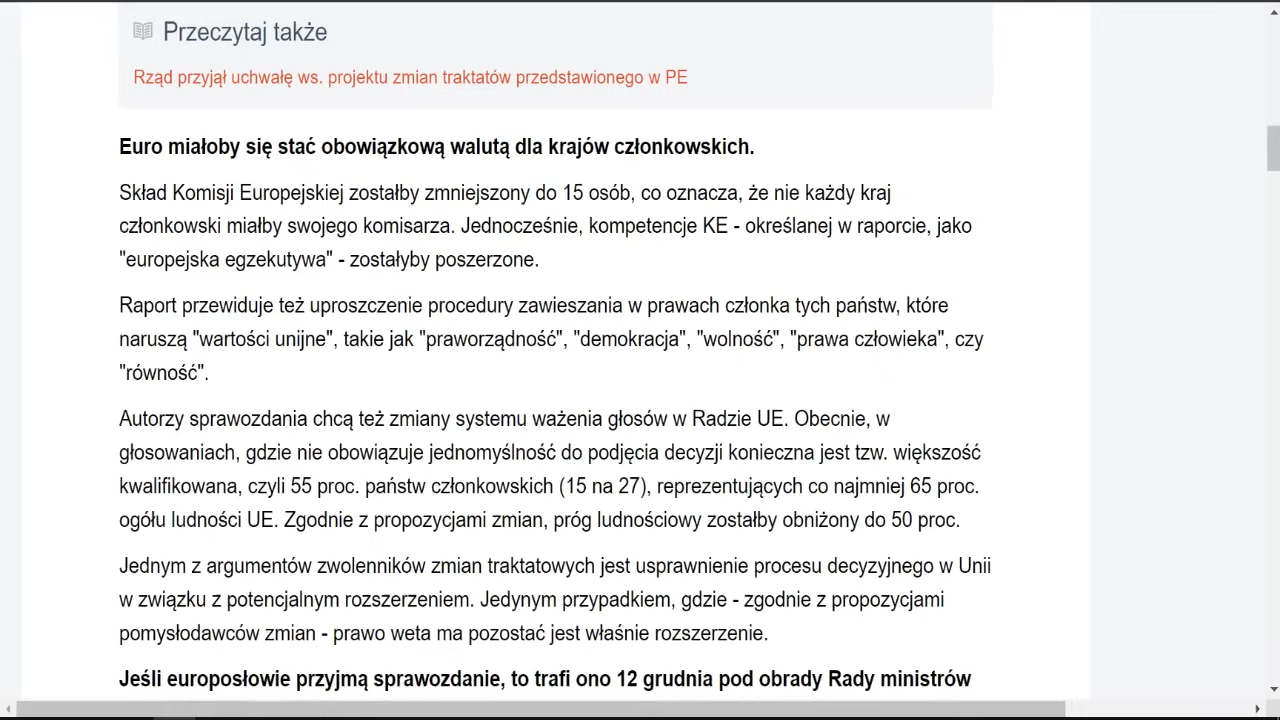 Przeczytaj także
Rząd przyjął uchwałę ws. projektu zmian traktatów przedstawionego w PE
Euro miałoby się stać obowiązkową walutą dla krajów członkowskich.
Skład Komisji Europejskiej zostałby zmniejszony do 15 osób, co oznacza, że nie każdy kraj
członkowski miałby swojego komisarza. Jednocześnie, kompetencje KE - określanej w raporcie, jako
"europejska egzekutywa" - zostałyby poszerzone.
Raport przewiduje też uproszczenie procedury zawieszania w prawach członka tych państw, które
naruszą "wartości unijne", takie jak "praworządność", "demokracja", "wolność", "prawa człowieka", czy
"równość".
Autorzy sprawozdania chcą też zmiany systemu ważenia głosów w Radzie UE. Obecnie, w
głosowaniach, gdzie nie obowiązuje jednomyślność do podjęcia decyzji konieczna jest tzw. większość
kwalifikowana, czyli 55 proc. państw członkowskich (15 na 27), reprezentujących co najmniej 65 proc.
ogółu ludności UE. Zgodnie z propozycjami zmian, próg ludnościowy zostałby obniżony do 50 proc.
Jednym z argumentów zwolenników zmian traktatowych jest usprawnienie procesu decyzyjnego w Unii
w związku z potencjalnym rozszerzeniem. Jedynym przypadkiem, gdzie - zgodnie z propozycjami
pomysłodawców zmian - prawo weta ma pozostać jest właśnie rozszerzenie.
Jeśli europosłowie przyjmą sprawozdanie, to trafi ono 12 grudnia pod obrady Rady ministrów